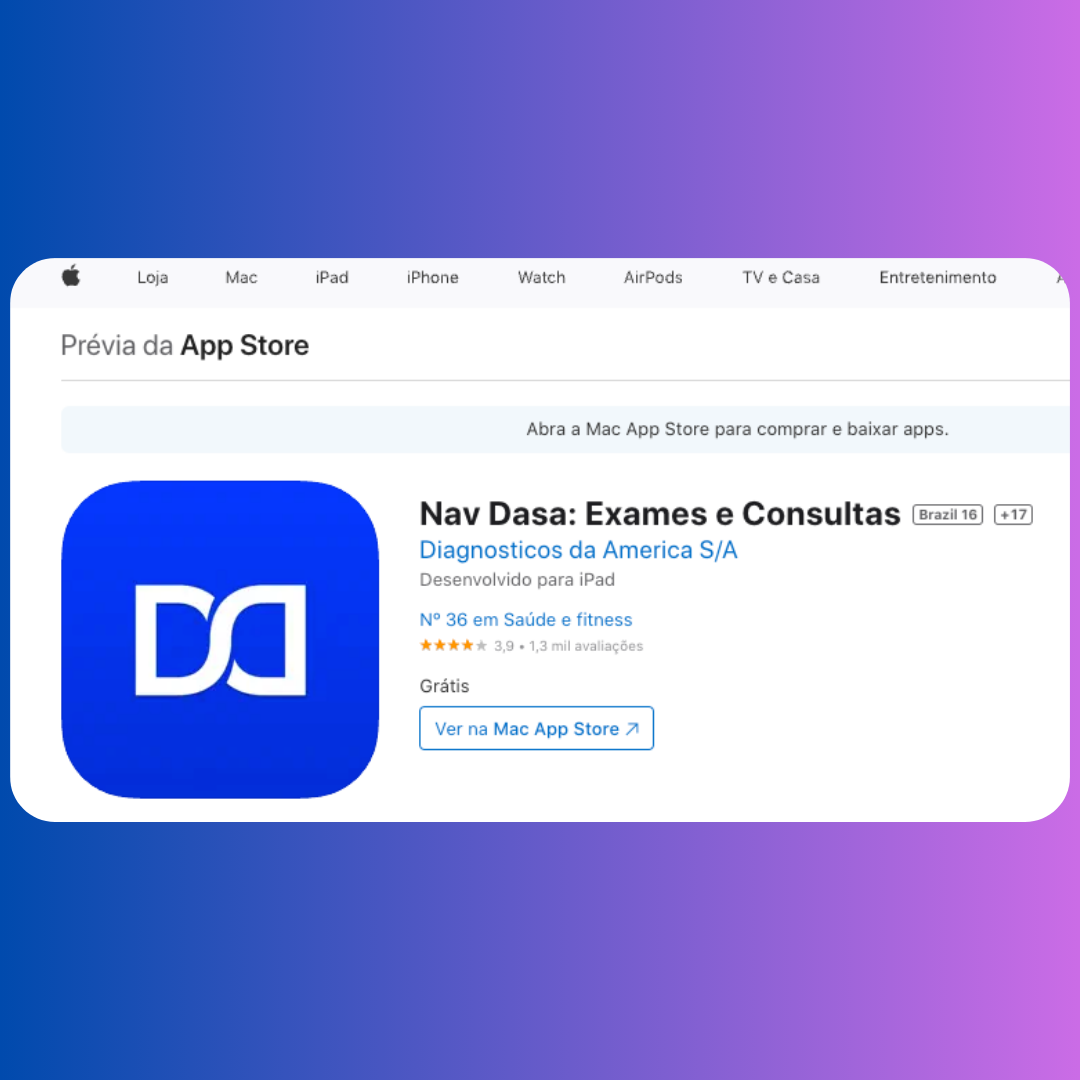 Loja Mac iPad iPhone Watch AirPods TV e Casa Entretenimento
Prévia da App Store
Abra a Mac App Store para comprar e baixar apps.
Nav Dasa: Exames e Consultas Brazil 16 +17
Diagnosticos da America S/A
Desenvolvido para iPad
Nº 36 em Saúde e fitness
3,9 • 1,3 mil avaliações
Grátis
Ver na Mac App Store ↗